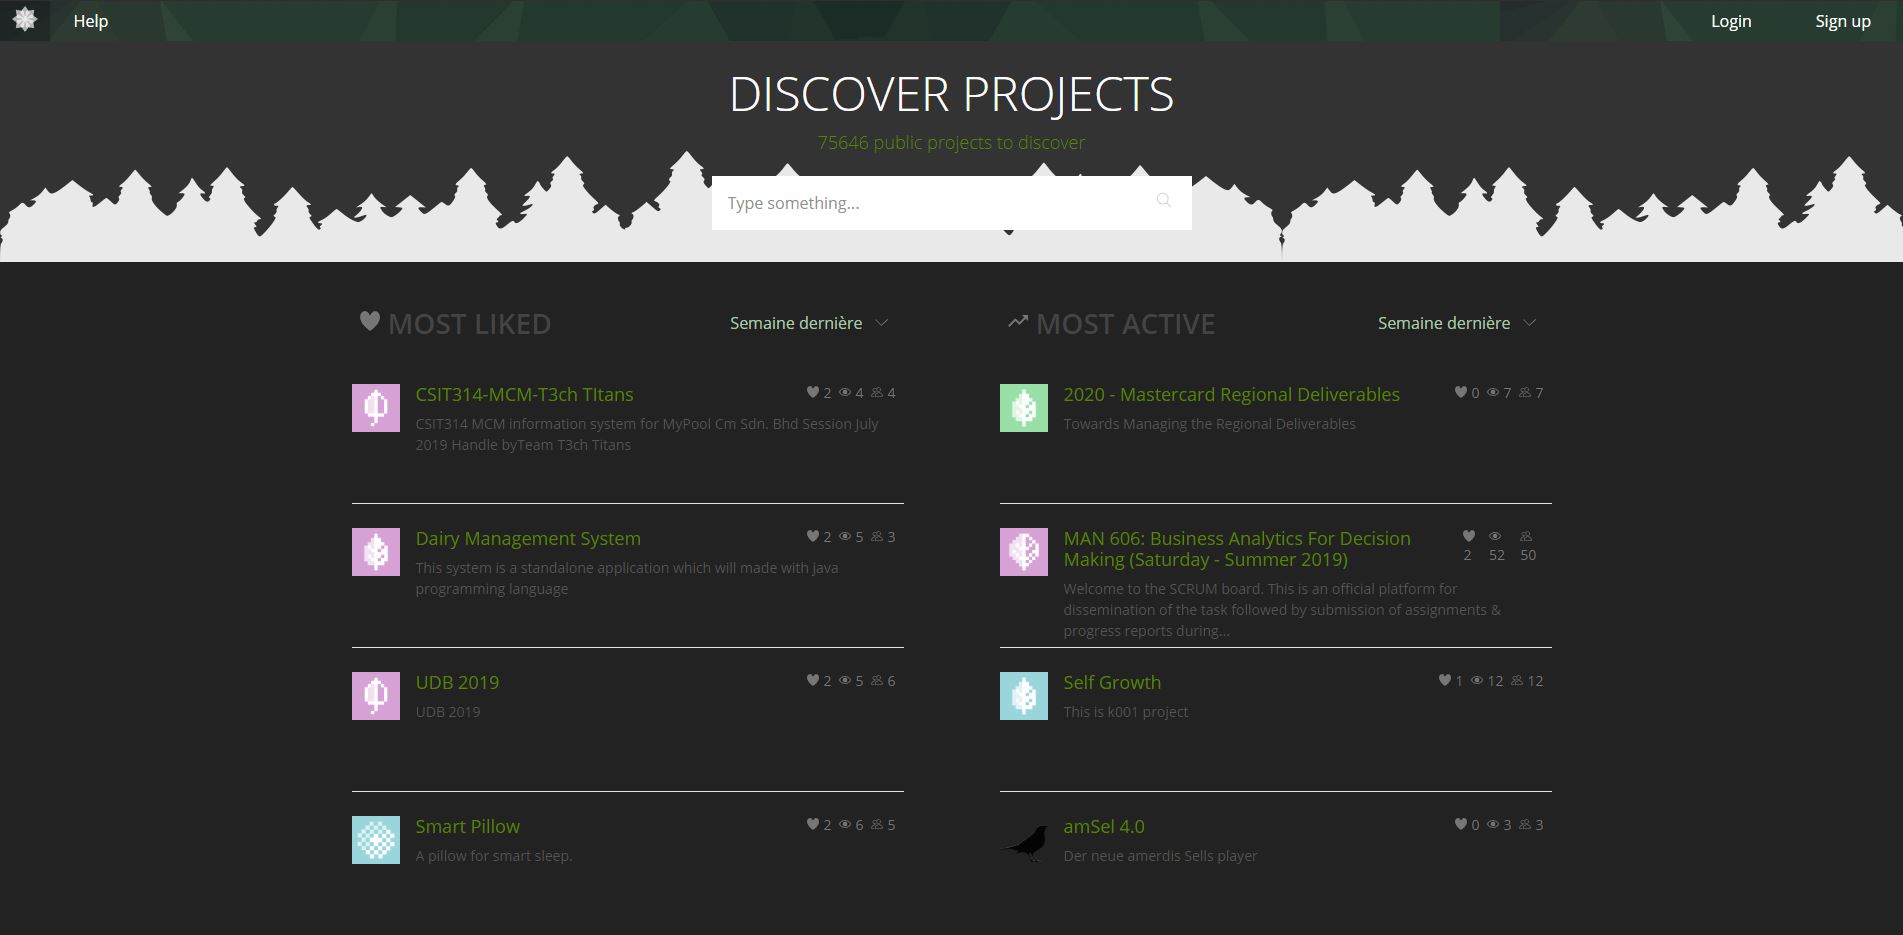 Help
Login
Sign up
DISCOVER PROJECTS
75646 public projects to discover
Type something...
MOST LIKED
Semaine dernière
CSIT314-MCM-T3ch TItans
2 4 4
CSIT314 MCM information system for MyPool Cm Sdn. Bhd Session July
2019 Handle byTeam T3ch Titans
Dairy Management System
2 5 3
This system is a standalone application which will made with java
programming language
UDB 2019
2 5 6
UDB 2019
Smart Pillow
2 6 5
A pillow for smart sleep.
MOST ACTIVE
Semaine dernière
2020 - Mastercard Regional Deliverables
0 7 7
Towards Managing the Regional Deliverables
MAN 606: Business Analytics For Decision
Making (Saturday - Summer 2019)
2 52 50
Welcome to the SCRUM board. This is an official platform for
dissemination of the task followed by submission of assignments &
progress reports during...
Self Growth
1 12 12
This is k001 project
amSel 4.0
0 3 3
Der neue amerdis Sells player